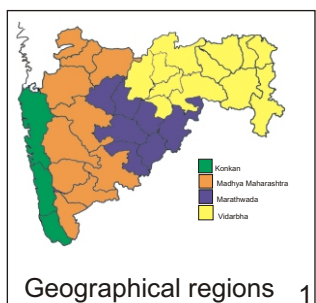 Konkan
Madhya Maharashtra
Marathwada
Vidarbha
Geographical regions 1